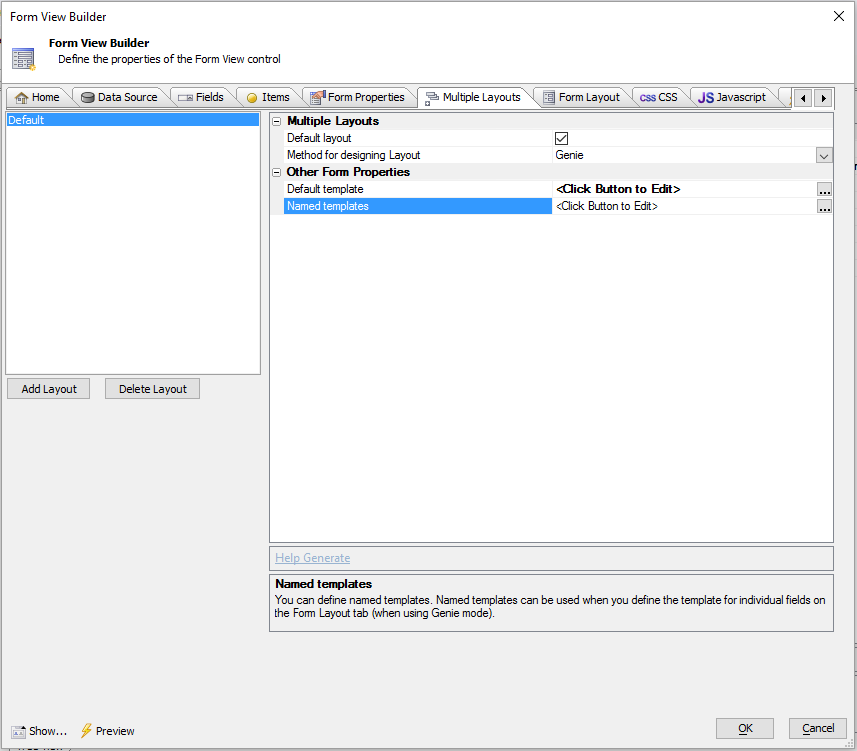 Form View Builder
Form View Builder
Define the properties of the Form View control
Home Data Source Fields Items Form Properties Multiple Layouts Form Layout css CSS JS Javascript
Default
Multiple Layouts
Default layout
Method for designing Layout Genie
Other Form Properties
Default template <Click Button to Edit> ...
Named templates <Click Button to Edit> ...
Add Layout Delete Layout
Help Generate
Named templates
You can define named templates. Named templates can be used when you define the template for individual fields on
the Form Layout tab (when using Genie mode).
Show... Preview OK Cancel